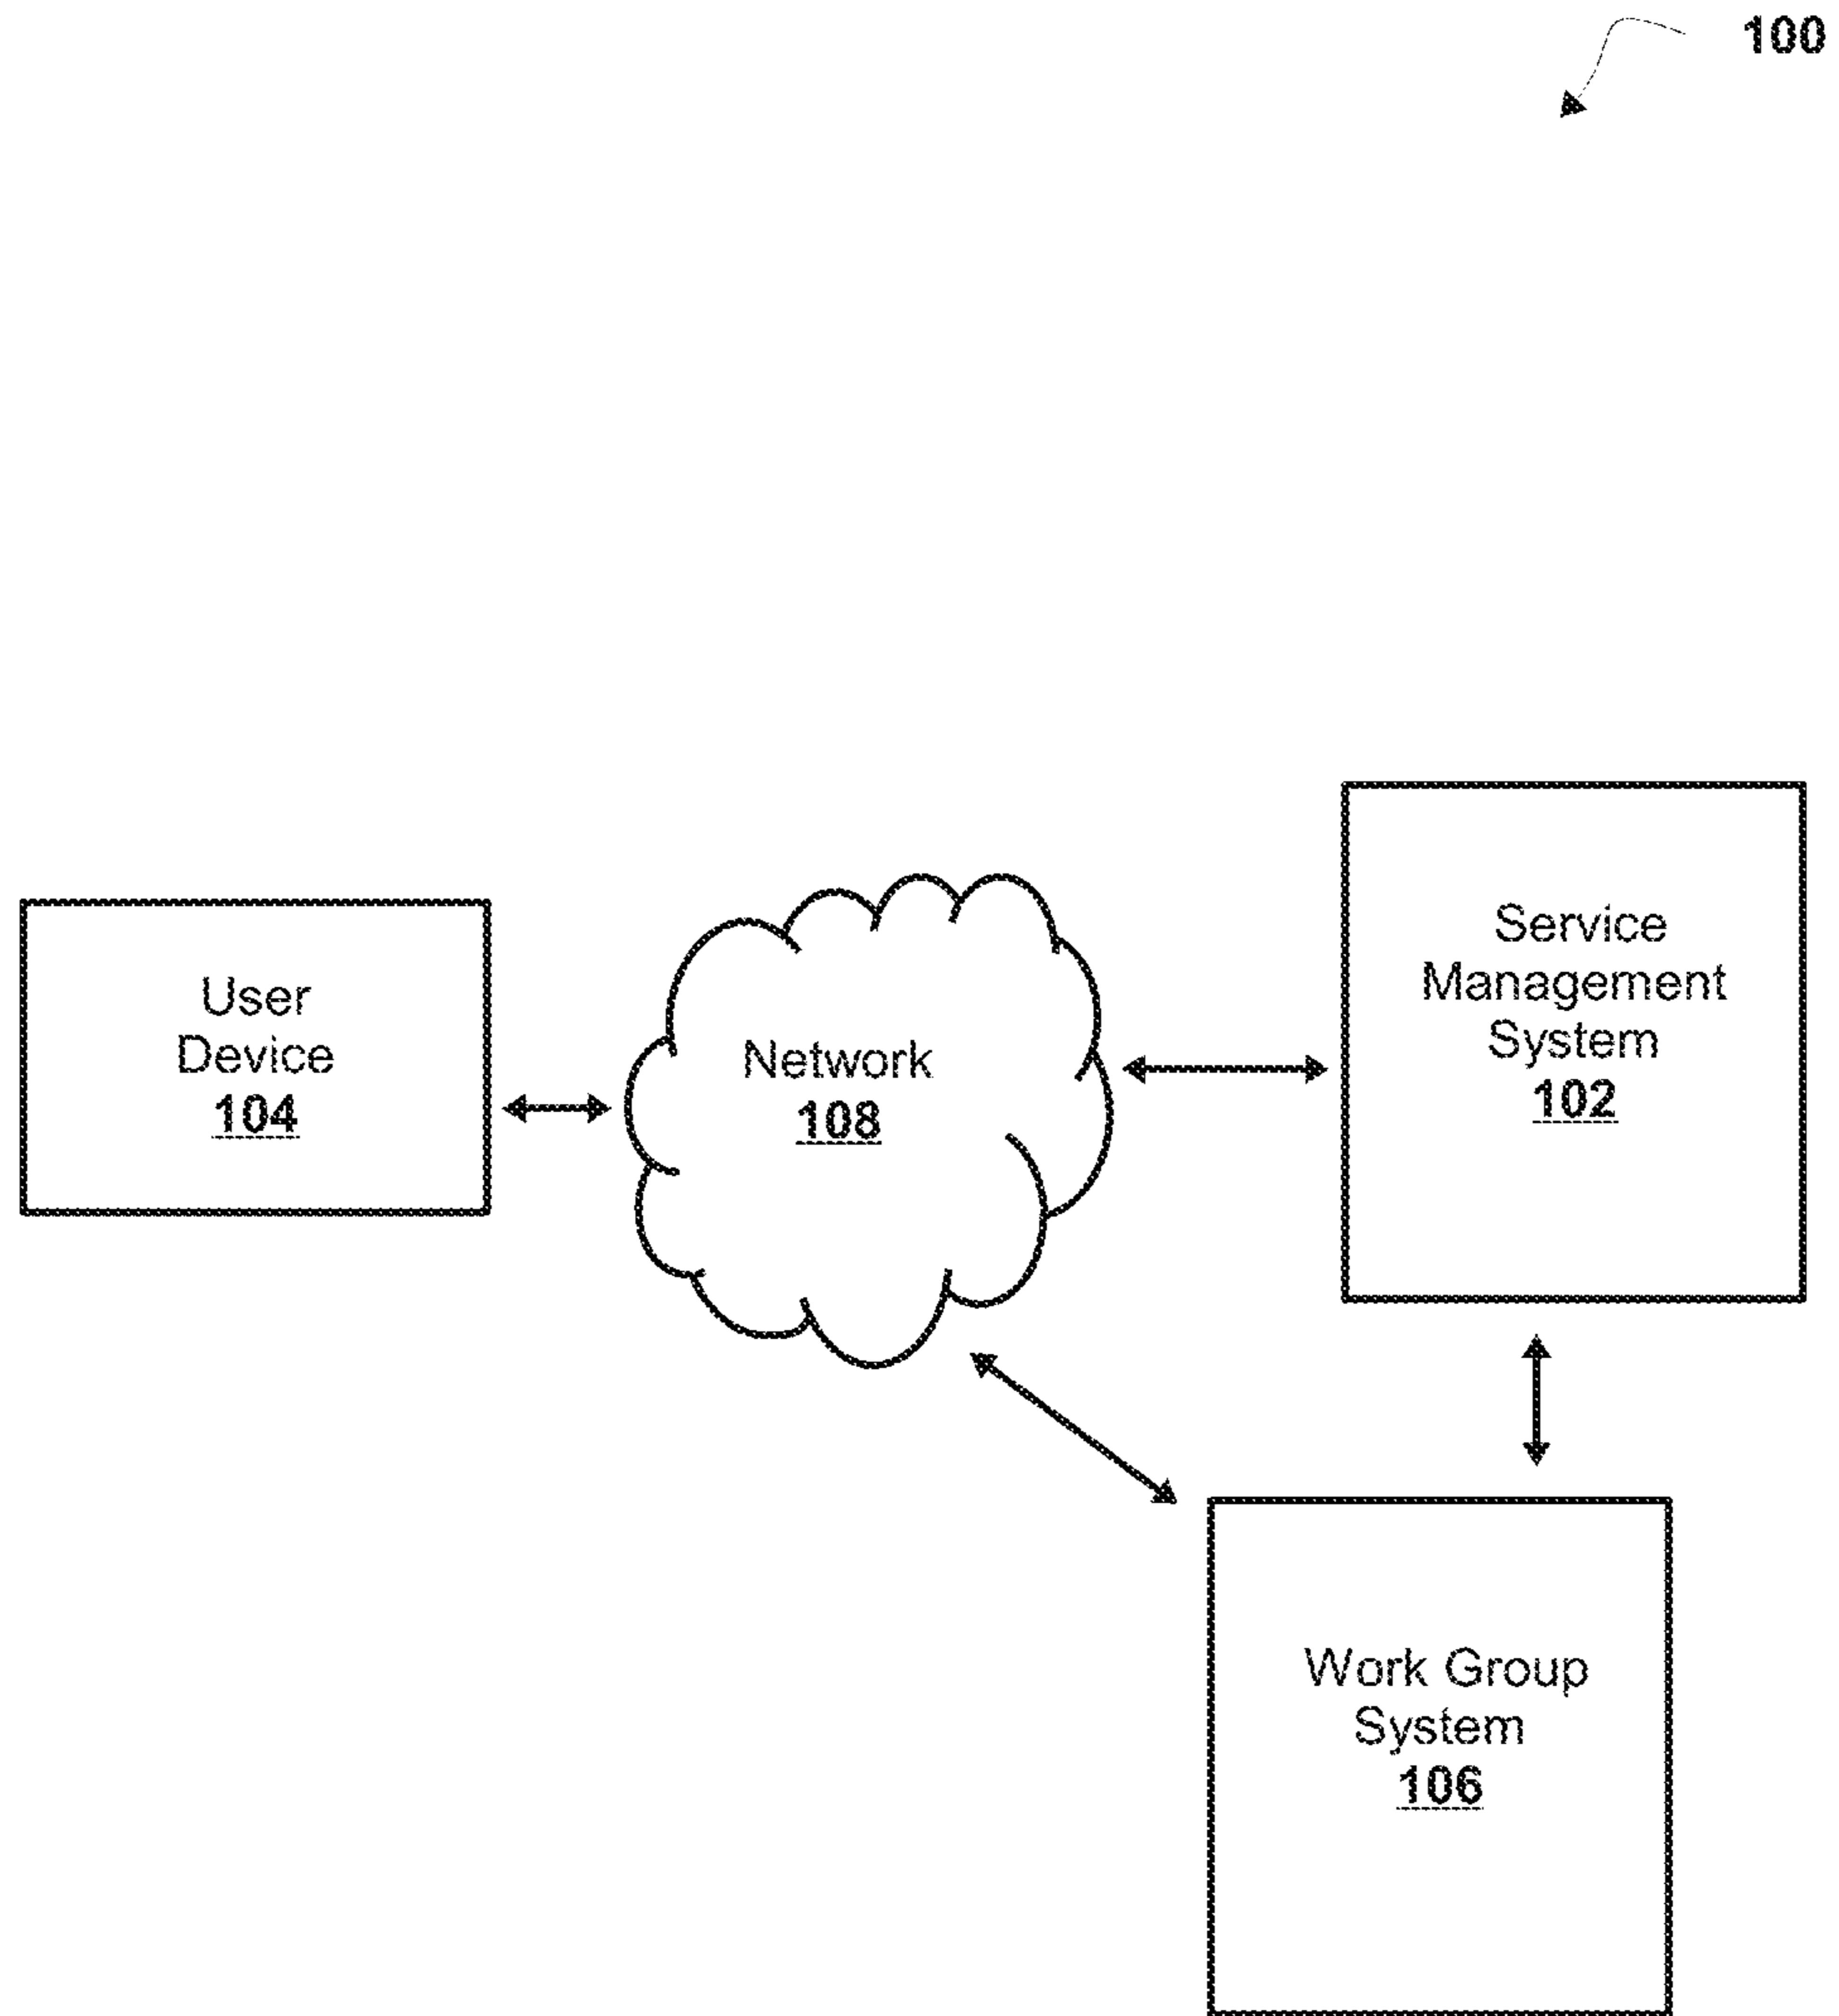 100
User
Device
104
Network
108
Service
Management
System
102
Work Group
System
106